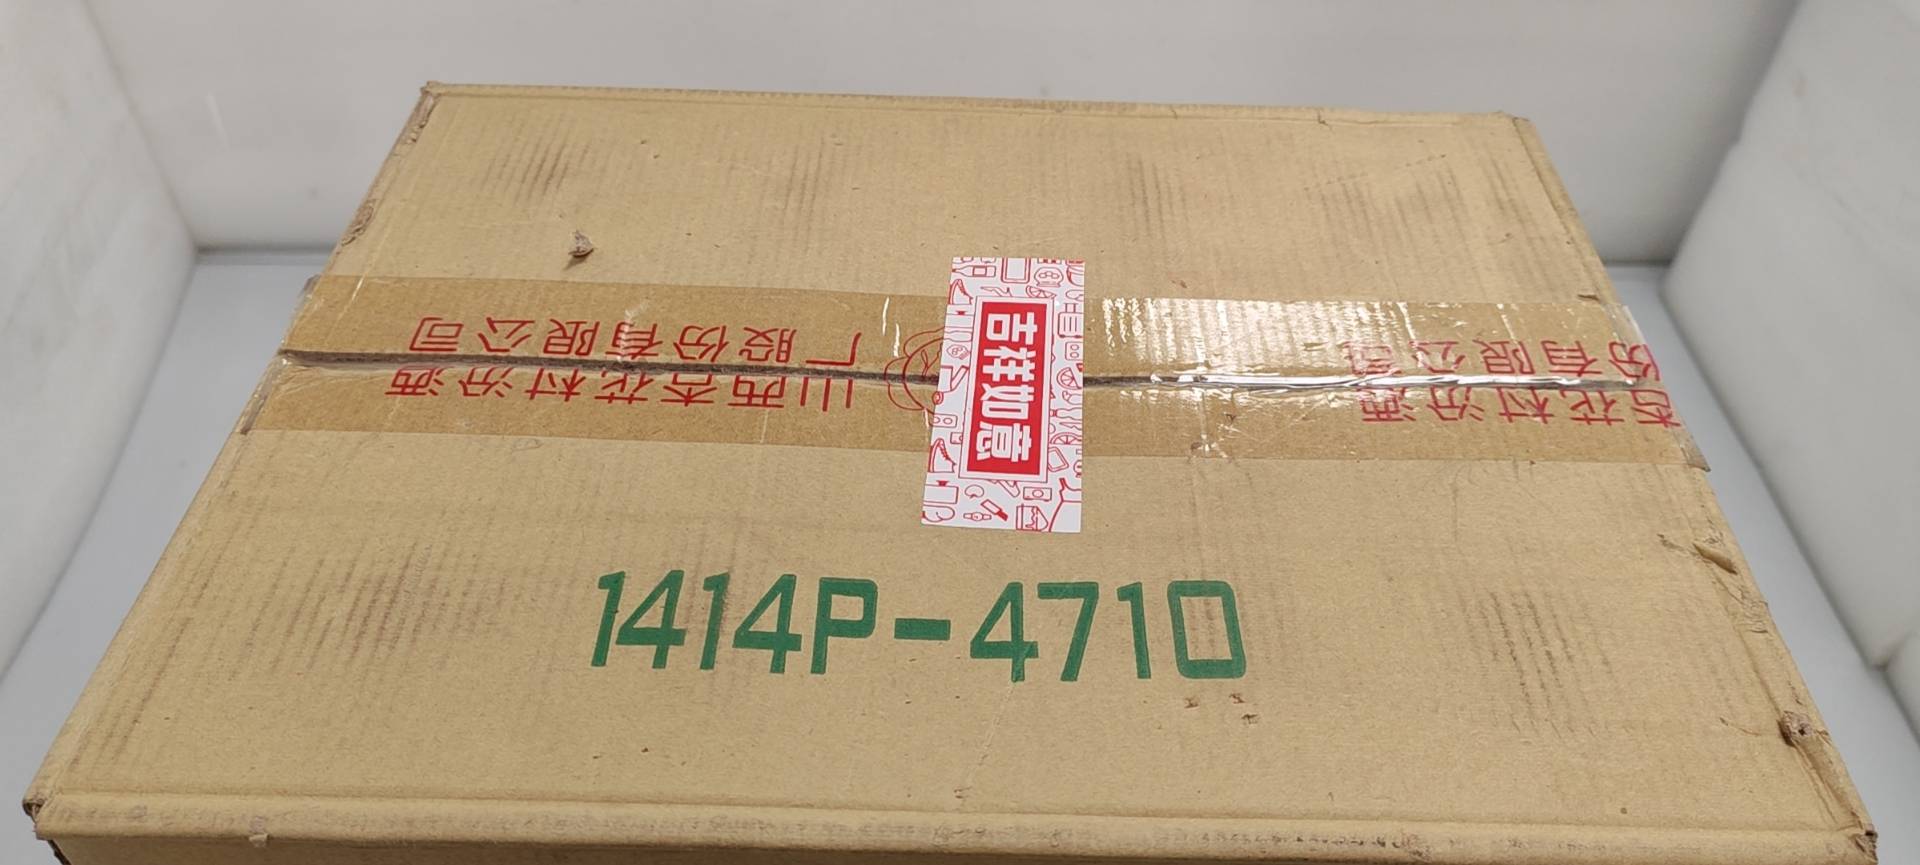 山西杏花村汾酒
厂股份有限公司
吉祥如意
杏花村汾酒
份有限公司
1414P-4710